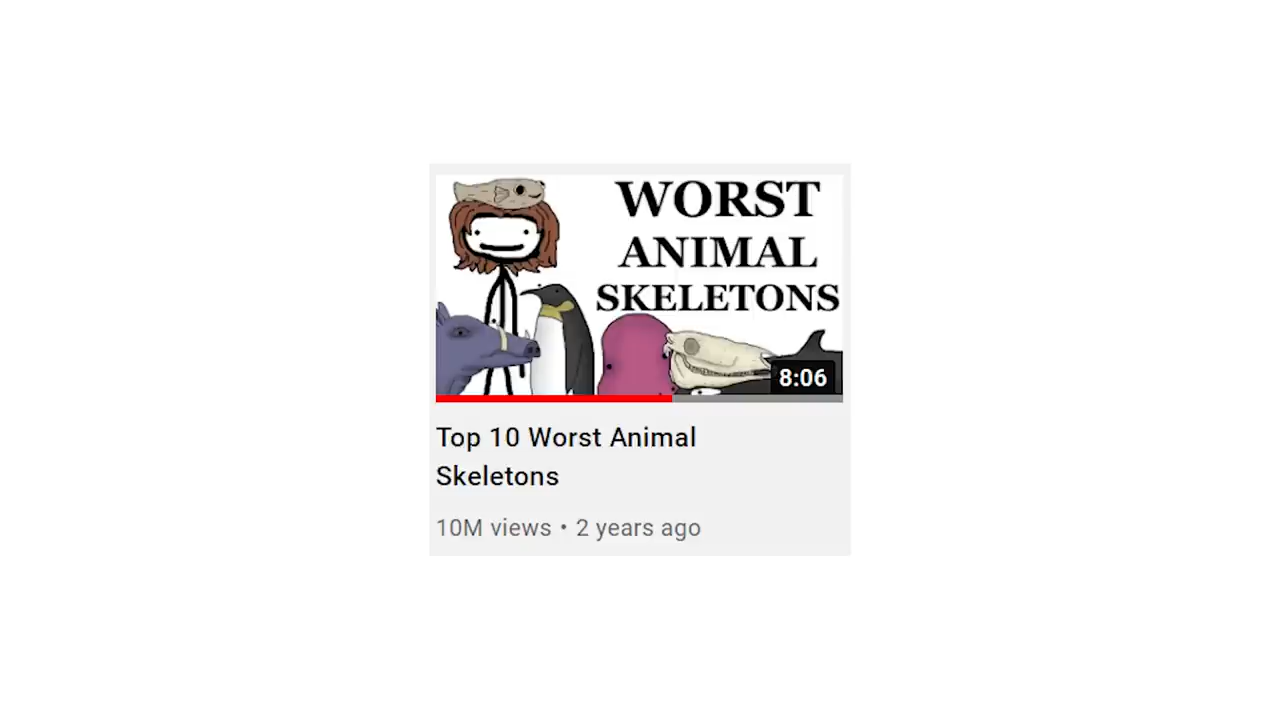 WORST
ANIMAL
SKELETONS
8:06
Top 10 Worst Animal
Skeletons
10M views • 2 years ago